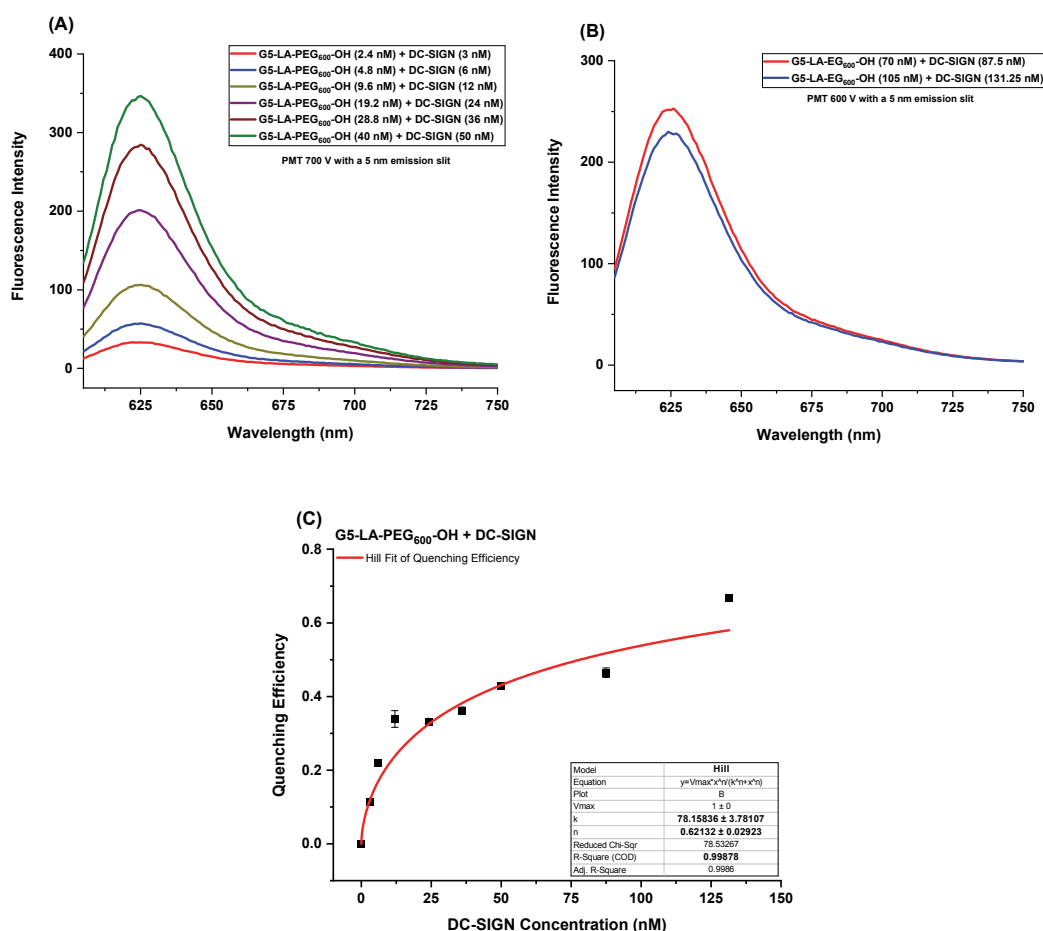 (A)
G5-LA-PEG600-OH (2.4 nM) + DC-SIGN (3 nM)
G5-LA-PEG600-OH (4.8 nM) + DC-SIGN (6 nM)
G5-LA-PEG600-OH (9.6 nM) + DC-SIGN (12 nM)
G5-LA-PEG600-OH (19.2 nM) + DC-SIGN (24 nM)
G5-LA-PEG600-OH (28.8 nM) + DC-SIGN (36 nM)
G5-LA-PEG600-OH (40 nM) + DC-SIGN (50 nM)
PMT 700 V with a 5 nm emission slit
400
300
200
100
0
Fluorescence Intensity
625 650 675 700 725 750
Wavelength (nm)
(B)
G5-LA-EG600-OH (70 nM) + DC-SIGN (87.5 nM)
G5-LA-EG600-OH (105 nM) + DC-SIGN (131.25 nM)
PMT 600 V with a 5 nm emission slit
300
200
100
0
Fluorescence Intensity
625 650 675 700 725 750
Wavelength (nm)
(C)
G5-LA-PEG600-OH + DC-SIGN
Hill Fit of Quenching Efficiency
0.8
0.6
0.4
0.2
0.0
Quenching Efficiency
Model Hill
Equation y=Vmax*x^n/(k^n+x^n)
Plot B
Vmax 1 ± 0
k 78.15836 ± 3.78107
n 0.62132 ± 0.02923
Reduced Chi-Sqr 78.53267
R-Square (COD) 0.99878
Adj. R-Square 0.9986
0 25 50 75 100 125 150
DC-SIGN Concentration (nM)